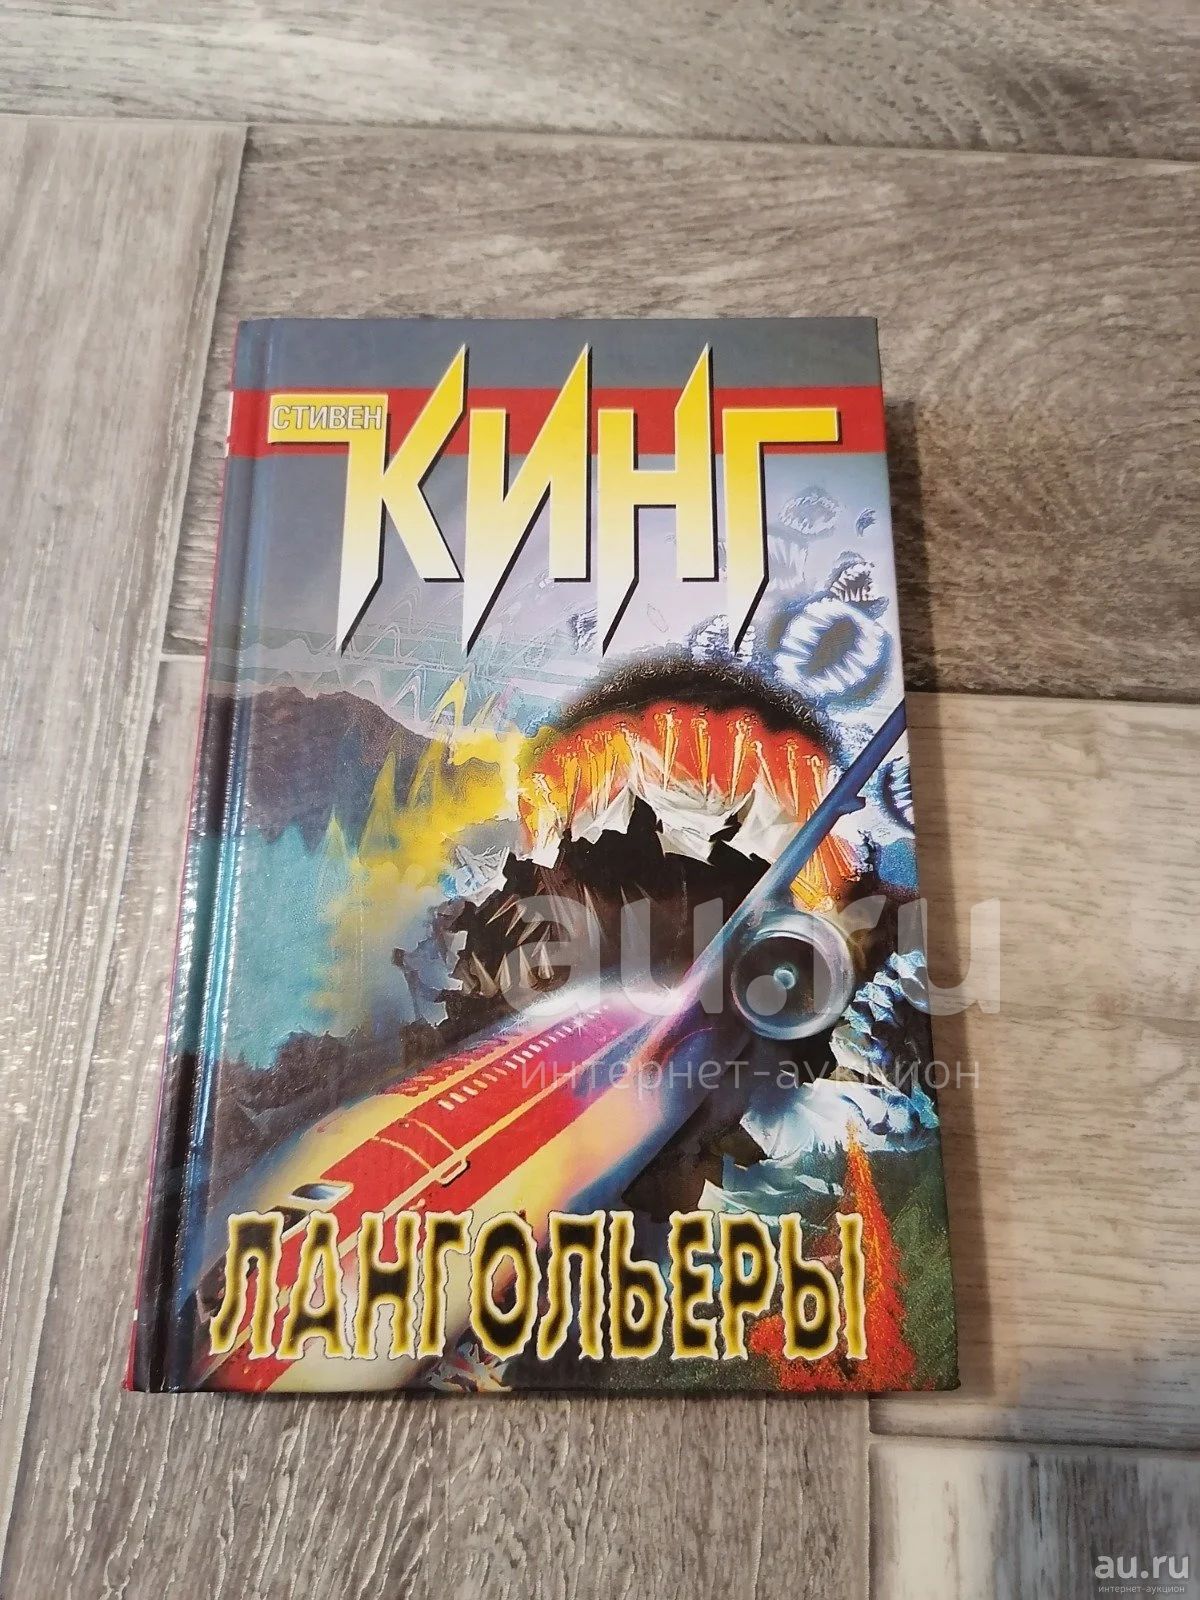 СТИВЕН
КИНГ
au.ru
интернет-аукцион
ЛАНГОЛЬЕРЫ
au.ru
интернет-аукцион